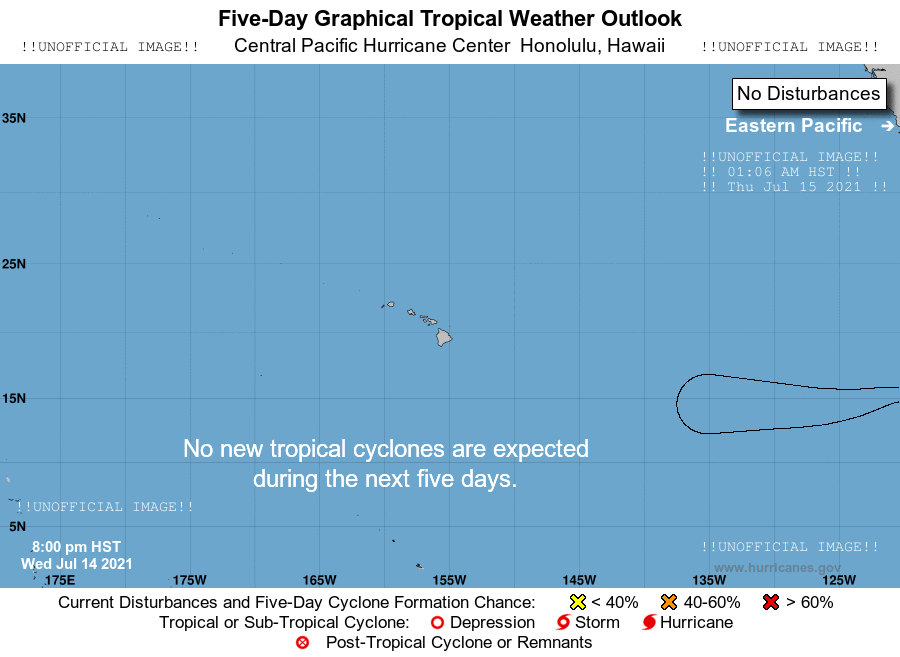 Five-Day Graphical Tropical Weather Outlook
!!UNOFFICIAL IMAGE!! Central Pacific Hurricane Center Honolulu, Hawaii !!UNOFFICIAL IMAGE!!
No Disturbances
35N
Eastern Pacific
!!UNOFFICIAL IMAGE!!
!! 01:06 AM HST !!
!! Thu Jul 15 2021 !!
25N
15N
No new tropical cyclones are expected
during the next five days.
!!UNOFFICIAL IMAGE!!
5N
8:00 pm HST
!!UNOFFICIAL IMAGE!!
Wed Jul 14 2021
www.hurricanes.gov
175E 175W 165W 155W 145W 135W 125W
Current Disturbances and Five-Day Cyclone Formation Chance: < 40% 40-60% > 60%
Tropical or Sub-Tropical Cyclone: Depression Storm Hurricane
Post-Tropical Cyclone or Remnants